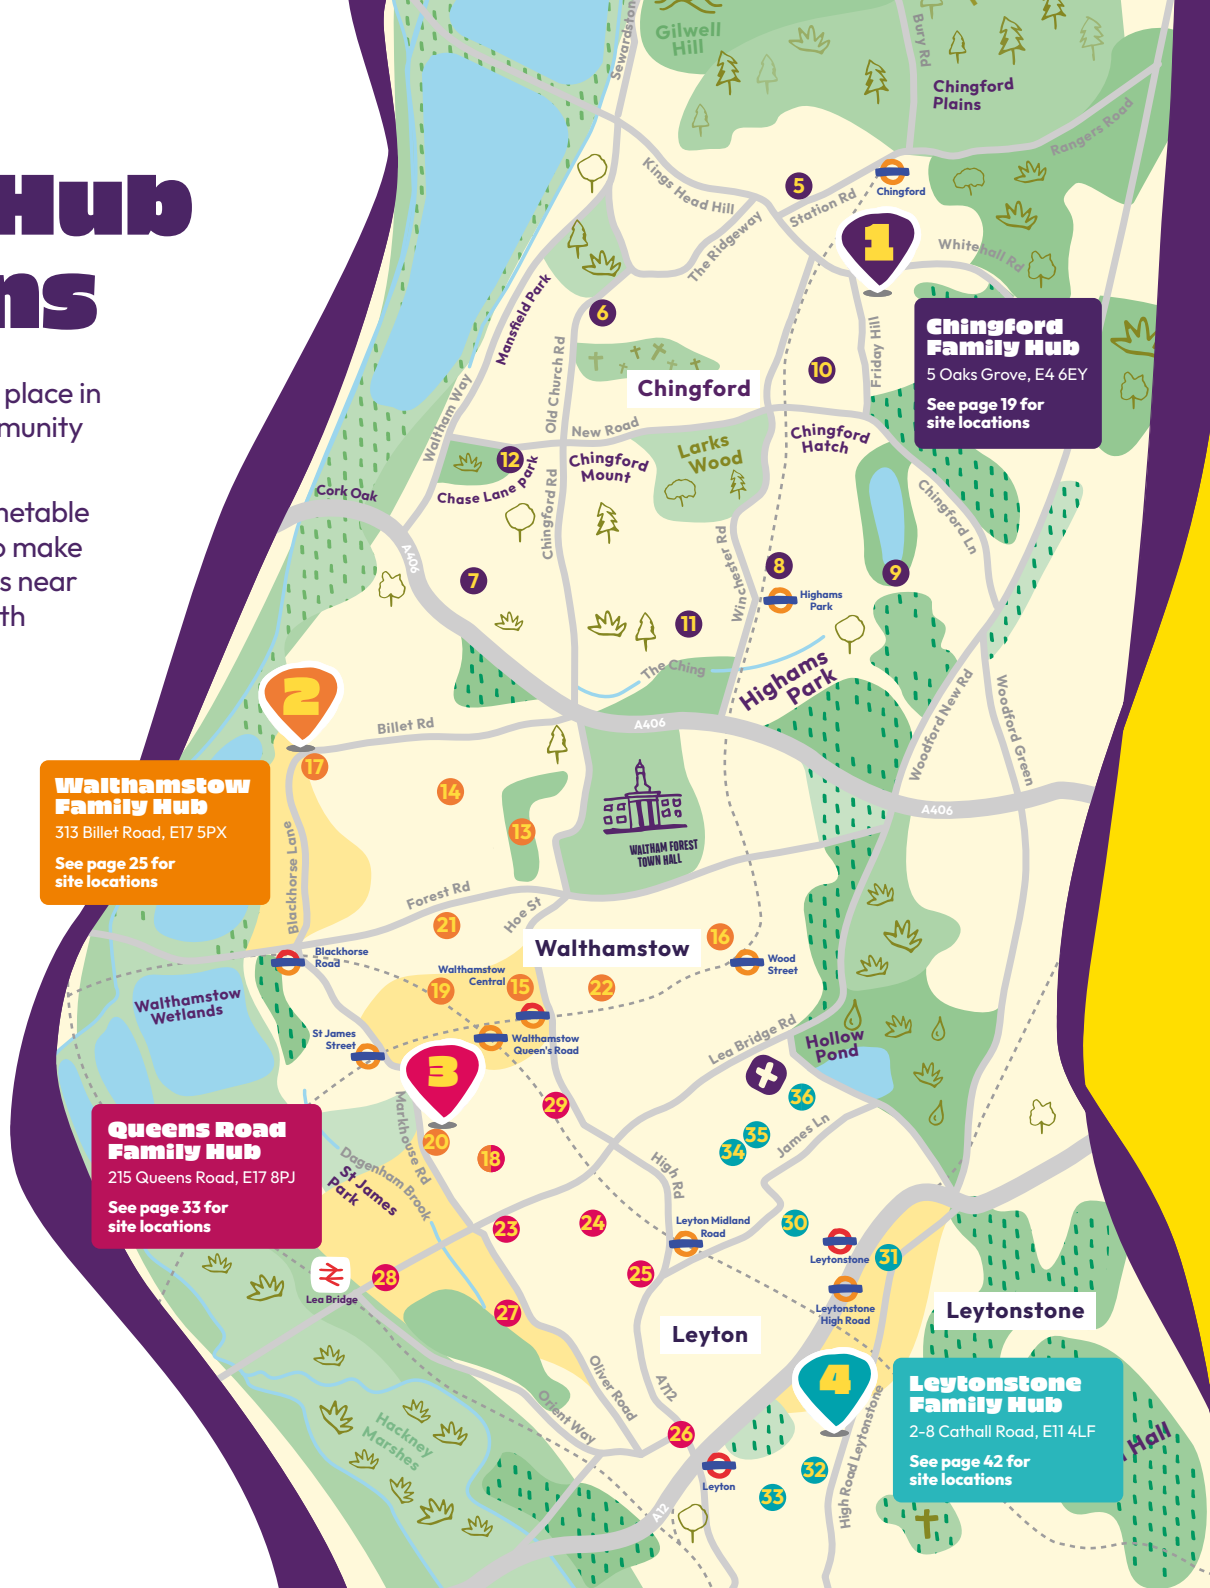 Hub
ns
place in
munity
netable
o make
s near
th
Gilwell
Hill
Sewardston
Bury Rd
Chingford
Plains
Rangers Road
Kings Head Hill
5
Station Rd
Chingford
The Ridgeway
1
Whitehall Rd
Mansfield Park
6
Chingford
Family Hub
5 Oaks Grove, E4 6EY
See page 19 for
site locations
Old Church Rd
Friday Hill
10
Chingford
Waltham Way
New Road
Larks
Wood
Chingford
Hatch
12
Chase Lane park
Chingford
Mount
Cork Oak
Chingford Rd
Chingford Ln
A406
Winchester Rd
7
8
9
Highams
Park
11
The Ching
Highams
Park
2
Billet Rd
A406
Woodford New Rd
Woodford Green
17
Walthamstow
Family Hub
313 Billet Road, E17 5PX
See page 25 for
site locations
14
13
WALTHAM FOREST
TOWN HALL
A406
Blackhorse Lane
Forest Rd
Hoe St
21
16
Walthamstow
Blackhorse
Road
Wood
Street
Walthamstow
Central
15
19
22
Walthamstow
Wetlands
St James
Street
Walthamstow
Queen's Road
Lea Bridge Rd
Hollow
Pond
3
36
29
Markhouse Rd
35
34
James Ln
20
18
Queens Road
Family Hub
215 Queens Road, E17 8PJ
See page 33 for
site locations
Dagenham Brook
St James
Park
High Rd
23
24
Leyton Midland
Road
30
Leytonstone
31
25
28
Lea Bridge
27
Leytonstone
High Road
Leytonstone
Leyton
4
Oliver Road
A112
Leytonstone
Family Hub
2-8 Cathall Road, E11 4LF
See page 42 for
site locations
Hall
Orient Way
Hackney
Marshes
26
Leyton
32
33
High Road Leytonstone
A12